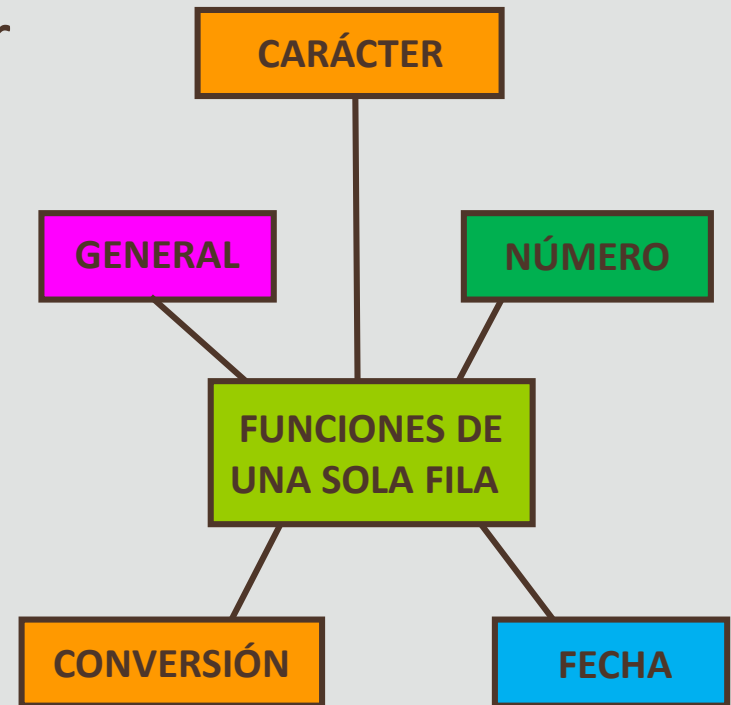 CARÁCTER
GENERAL
NÚMERO
FUNCIONES DE
UNA SOLA FILA
CONVERSIÓN
FECHA